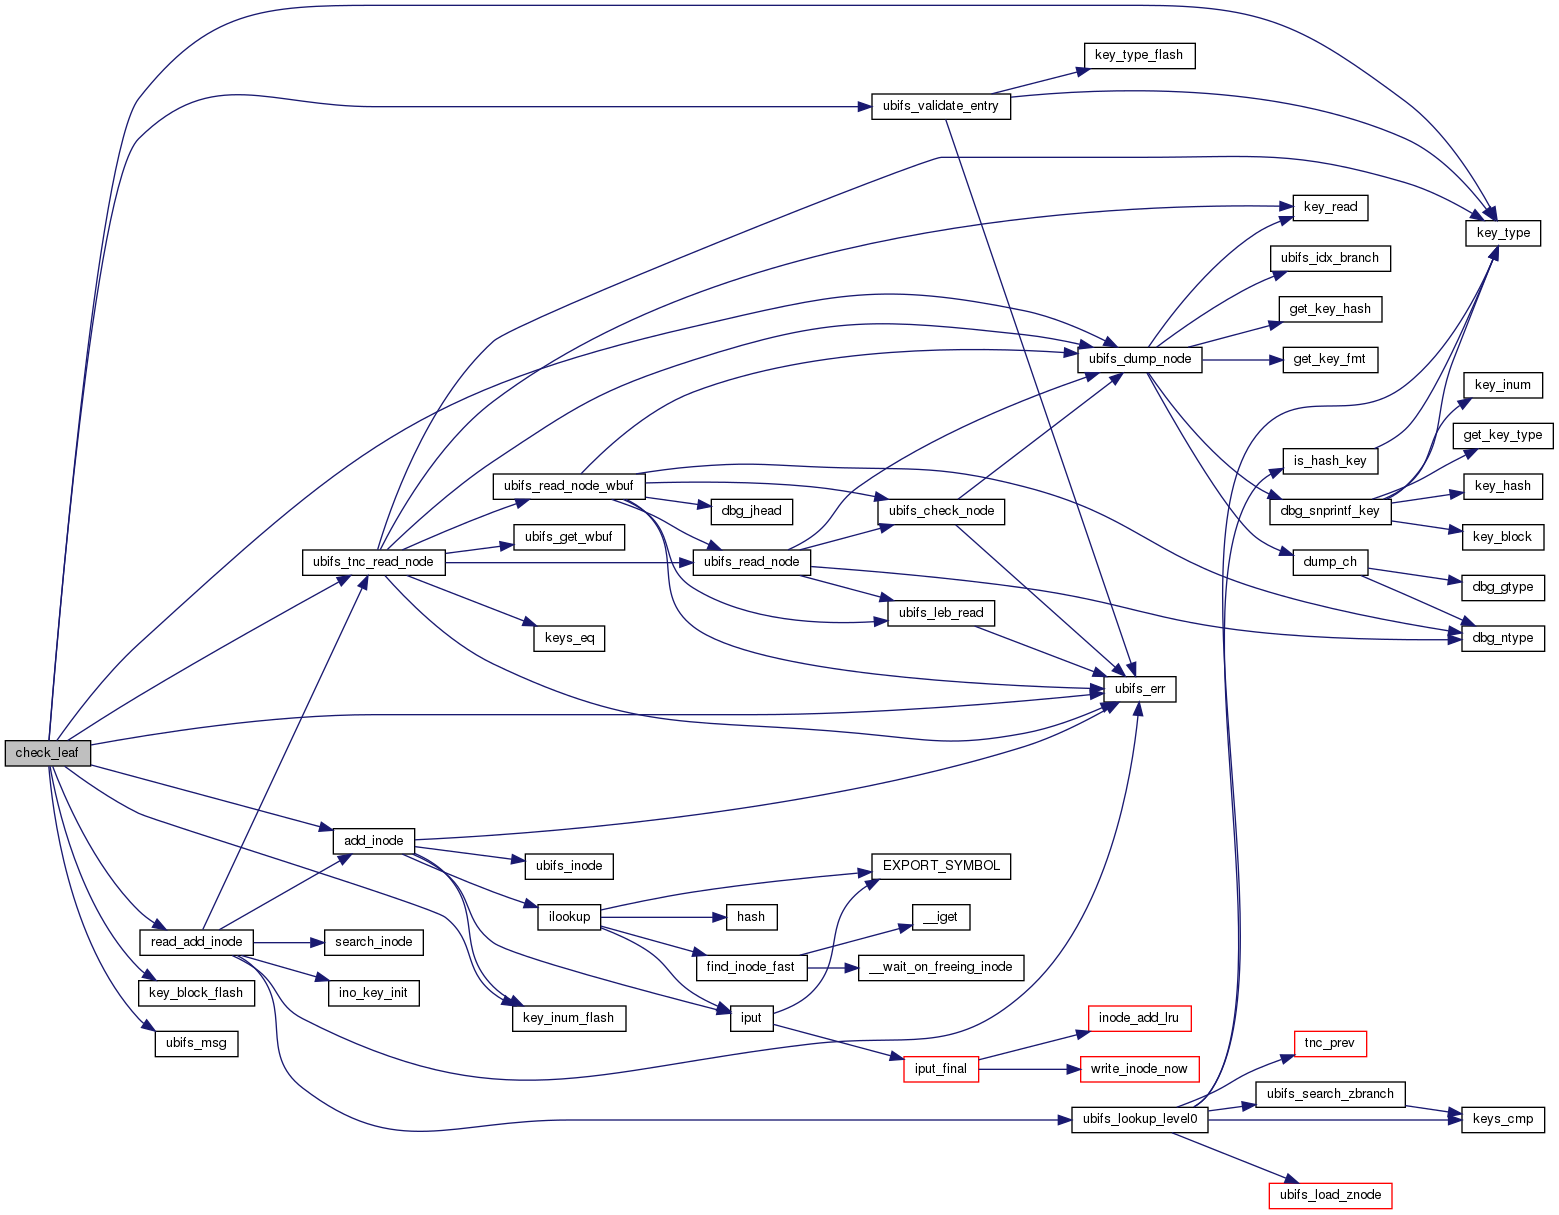 key_type_flash
ubifs_validate_entry
key_read
key_type
ubifs_idx_branch
get_key_hash
ubifs_dump_node
get_key_fmt
key_inum
get_key_type
is_hash_key
ubifs_read_node_wbuf
key_hash
dbg_jhead
ubifs_check_node
dbg_snprintf_key
ubifs_get_wbuf
key_block
ubifs_tnc_read_node
ubifs_read_node
dump_ch
dbg_gtype
ubifs_leb_read
keys_eq
dbg_ntype
ubifs_err
check_leaf
add_inode
ubifs_inode
EXPORT_SYMBOL
ilookup
hash
__iget
read_add_inode
search_inode
find_inode_fast
__wait_on_freeing_inode
key_block_flash
ino_key_init
key_inum_flash
iput
inode_add_lru
ubifs_msg
tnc_prev
iput_final
write_inode_now
ubifs_search_zbranch
ubifs_lookup_level0
keys_cmp
ubifs_load_znode